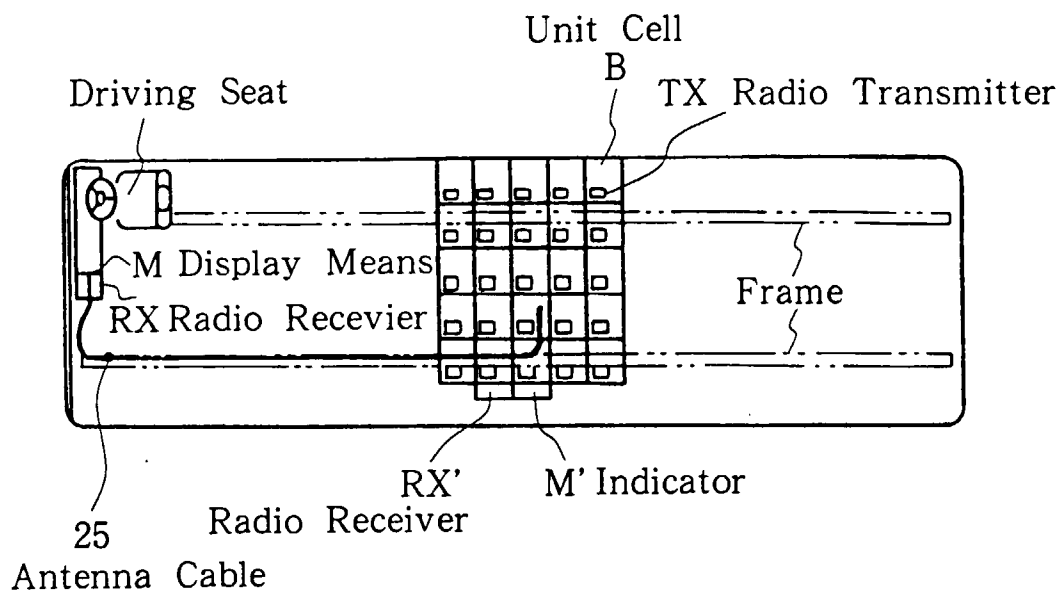 Unit Cell
B
Driving Seat
TX Radio Transmitter
M Display Means
RX Radio Recevier
Frame
RX'
Radio Receiver
M' Indicator
25
Antenna Cable